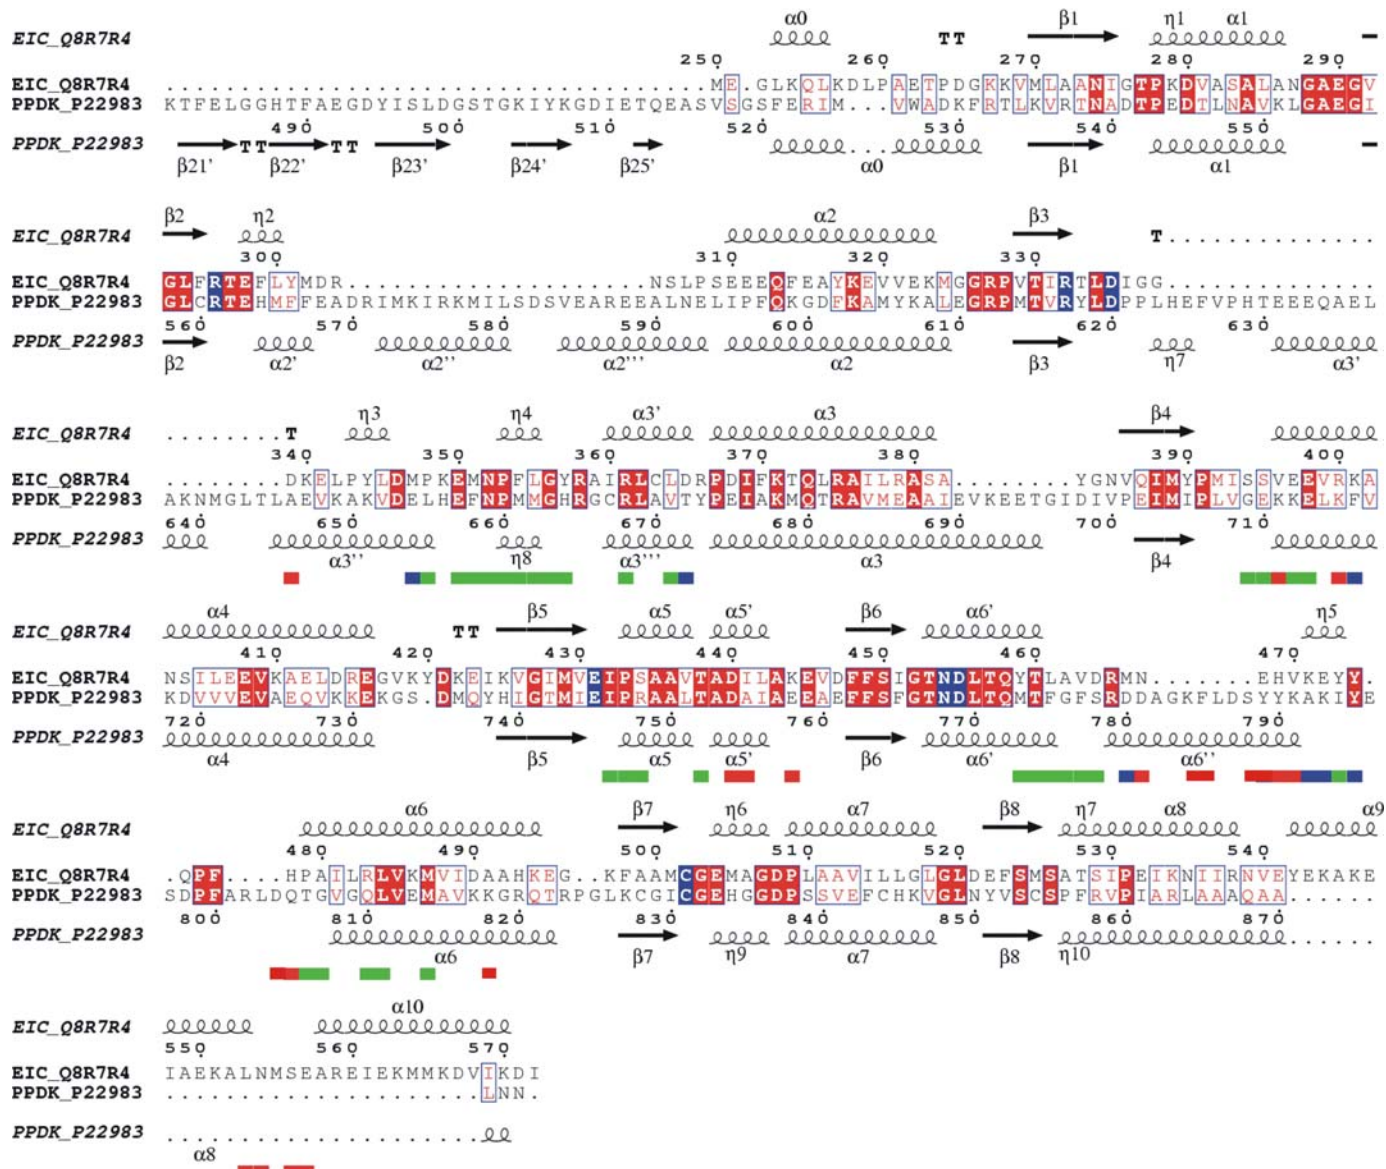 α0 β1 η1 α1
EIC_Q8R7R4 TT
250 260 270 280 290
EIC_Q8R7R4 ....................................ME.GLKQLKDLPAETPDGKKVMLAANIGTPKDVASALANGAEGV
PPDK_P22983 KTFELGGHTFAEGDYISLDGSTGKIYKGDIETQEASVSGSFERIM...VWADKFRTLKVRTNADTPEDTLNAVKLGAEGI
490 500 510 520 530 540 550
PPDK_P22983 TT TT
β21' β22' β23' β24' β25' α0 β1 α1
β2 η2 α2 β3
EIC_Q8R7R4 T..............
300 310 320 330
EIC_Q8R7R4 GLFRTEFLYMDR....................NSLPSEEEQFEAYKEVVEKMGGRPVTIRTLDIGG..............
PPDK_P22983 GLCRTEHMFFEADRIMKIRKMILSDSVEAREEALNELIPFQKGDFKAMYKALEGRPMTVRYLDPPLHEFVPHTEEEQAEL
560 570 580 590 600 610 620 630
PPDK_P22983
β2 α2' α2'' α2''' α2 β3 η7 α3'
η3 η4 α3' α3 β4
EIC_Q8R7R4 ........T
340 350 360 370 380 390 400
EIC_Q8R7R4 ........DKELPYLDMPKEMNPFLGYRAIRLCLDRPDIFKTQLRAILRASA........YGNVQIMYPMISSVEEVRKA
PPDK_P22983 AKNMGLTLAEVKAKVDELHEFNPMMGHRGCRLAVTYPEIAKMQTRAVMEAAIEVKEETGIDIVPEIMIPLVGEKKELKFV
640 650 660 670 680 690 700 710
PPDK_P22983
α3'' η8 α3''' α3 β4
α4 β5 α5 α5' β6 α6' η5
EIC_Q8R7R4 TT
410 420 430 440 450 460 470
EIC_Q8R7R4 NSILEEVKAELDREGVKYDKEIKVGIMVEIPSAAVTADILAKEVDFFSIGTNDLTQYTLAVDRMN.......EHVKEYY.
PPDK_P22983 KDVVVEVAEQVKKEKGS.DMQYHIGTMIEIPRAALTADAIAEEAEFFSFGTNDLTQMTFGFSRDDAGKFLDSYYKAKIYE
720 730 740 750 760 770 780 790
PPDK_P22983
α4 β5 α5 α5' β6 α6' α6''
α6 β7 η6 α7 β8 η7 α8 α9
EIC_Q8R7R4
480 490 500 510 520 530 540
EIC_Q8R7R4 .QPF....HPAILRLVKMVIDAAHKEG..KFAAMCGEMAGDPLAAVILLGLGLDEFSMSATSIPEIKNIIRNVEYEKAKE
PPDK_P22983 SDPFARLDQTGVGQLVEMAVKKGRQTRPGLKCGICGEHGGDPSSVEFCHKVGLNYVSCSPFRVPIARLAAAQAA......
800 810 820 830 840 850 860 870
PPDK_P22983 ......
α6 β7 η9 α7 β8 η10
α10
EIC_Q8R7R4
550 560 570
EIC_Q8R7R4 IAEKALNMSEAREIEKMMKDVIKDI
PPDK_P22983 .....................LNN.
PPDK_P22983 .....................
α8